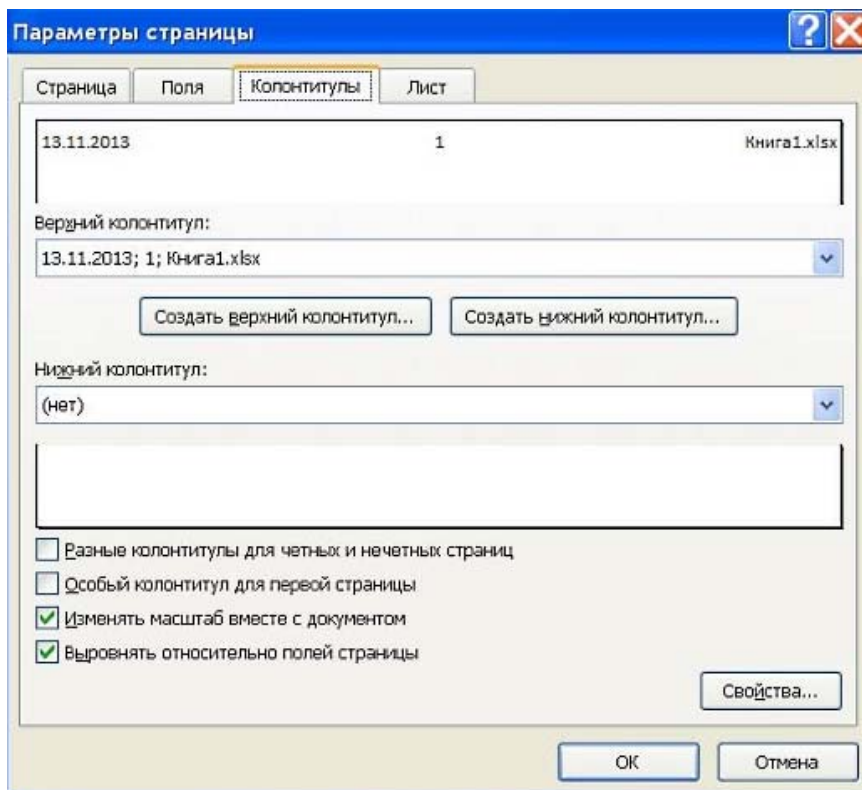 Параметры страницы
Страница Поля Колонтитулы Лист
13.11.2013 1 Книга1.xlsx
Верхний колонтитул:
13.11.2013; 1; Книга1.xlsx
Создать верхний колонтитул... Создать нижний колонтитул...
Нижний колонтитул:
(нет)
Разные колонтитулы для четных и нечетных страниц
Особый колонтитул для первой страницы
Изменять масштаб вместе с документом
Выровнять относительно полей страницы
Свойства...
ОК Отмена